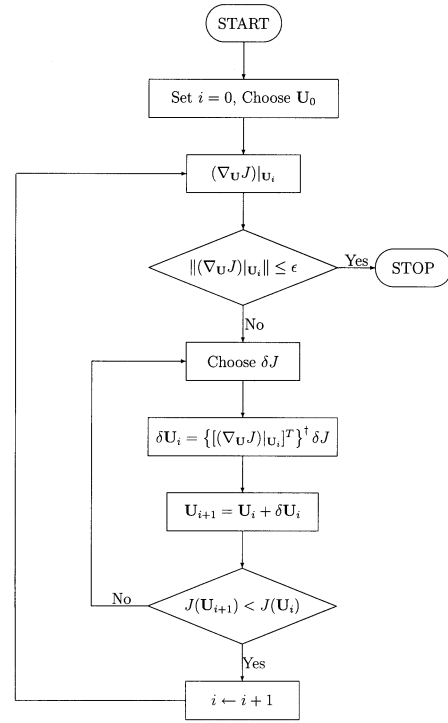 START
Set i = 0, Choose U₀
(∇_U J)|_{U_i}
‖(∇_U J)|_{U_i}‖ ≤ ϵ
Yes
STOP
No
Choose δJ
δU_i = {[(∇_U J)|_{U_i}]^T}^† δJ
U_{i+1} = U_i + δU_i
No
J(U_{i+1}) < J(U_i)
Yes
i ← i + 1